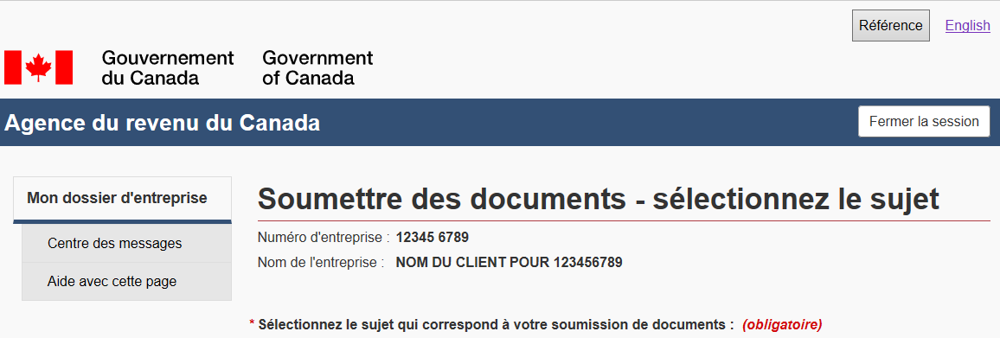 Référence English
Gouvernement
du Canada
Government
of Canada
Agence du revenu du Canada
Fermer la session
Mon dossier d'entreprise
Centre des messages
Aide avec cette page
Soumettre des documents - sélectionnez le sujet
Numéro d'entreprise : 12345 6789
Nom de l'entreprise : NOM DU CLIENT POUR 123456789
* Sélectionnez le sujet qui correspond à votre soumission de documents : (obligatoire)